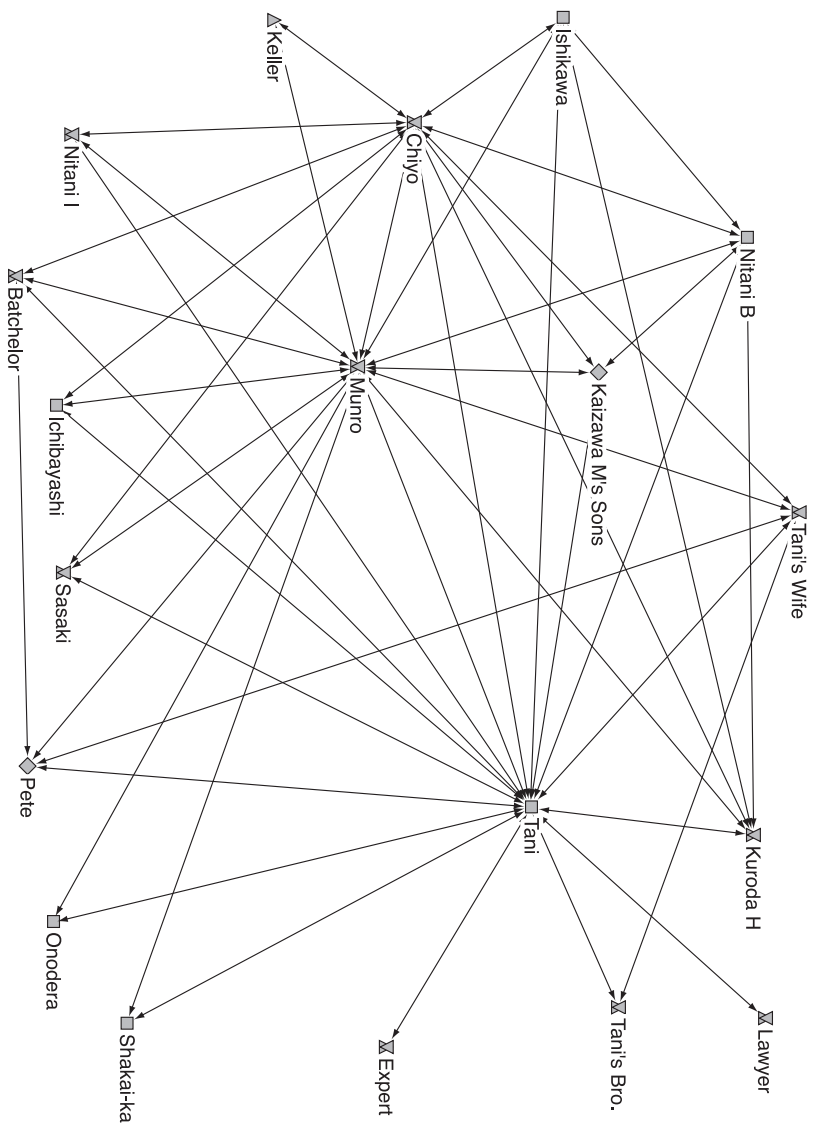 Keller
Ishikawa
Chiyo
Nitani I
Nitani B
Batchelor
Munro
Kaizawa M's Sons
Ichibayashi
Tani's Wife
Sasaki
Pete
Tani
Kuroda H
Onodera
Shakai-ka
Expert
Tani's Bro.
Lawyer